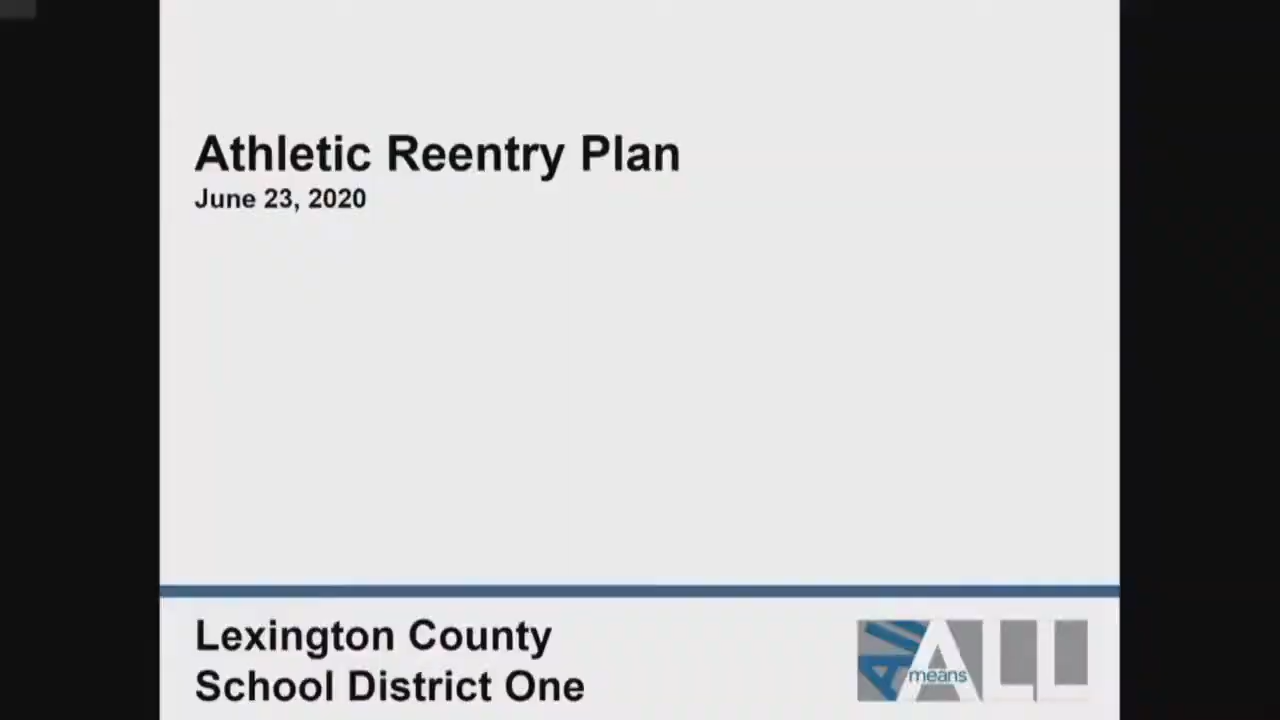 Athletic Reentry Plan
June 23, 2020
Lexington County
School District One
All means ALL